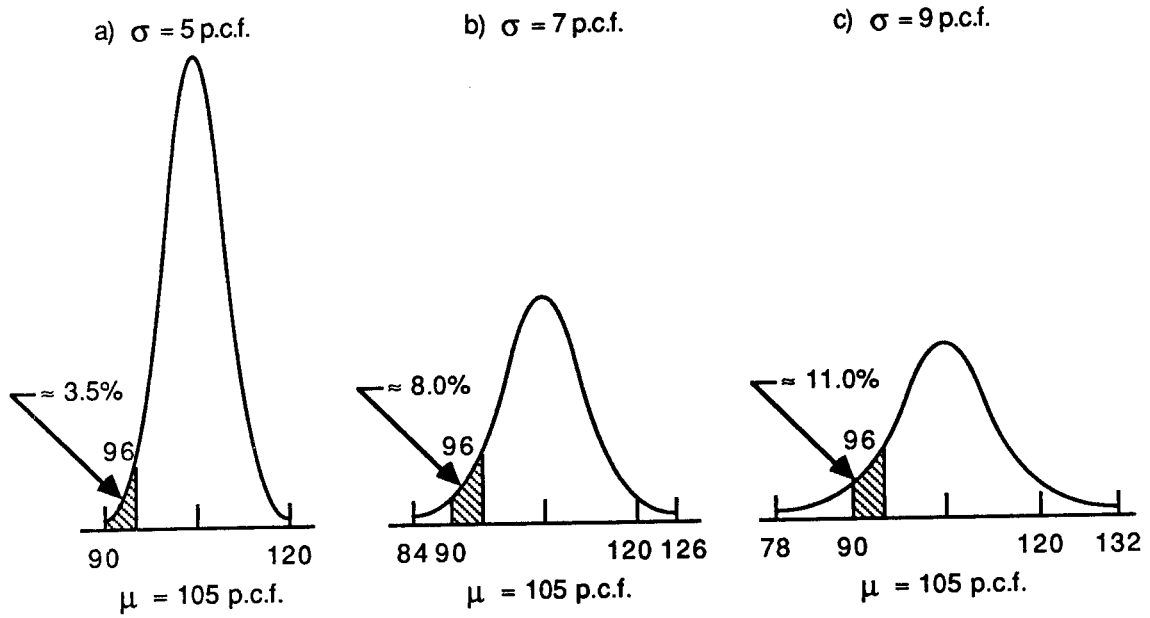 a) σ = 5 p.c.f.
b) σ = 7 p.c.f.
c) σ = 9 p.c.f.
≈ 3.5%
≈ 8.0%
≈ 11.0%
96
96
96
90 120
84 90 120 126
78 90 120 132
μ = 105 p.c.f.
μ = 105 p.c.f.
μ = 105 p.c.f.